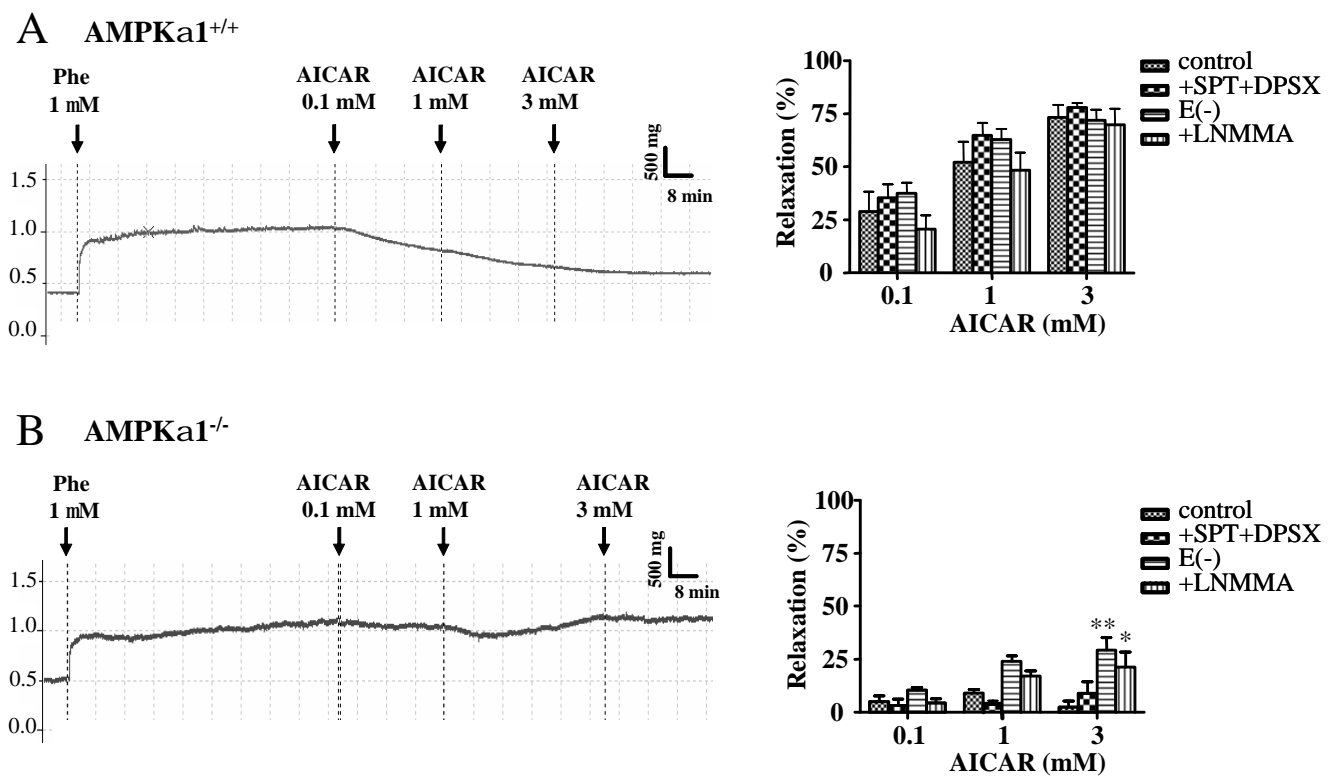 A AMPKa1+/+
Phe AICAR AICAR AICAR
1 mM 0.1 mM 1 mM 3 mM
500 mg
8 min
1.5
1.0
0.5
0.0
100
75
50
25
0
Relaxation (%)
0.1 1 3
AICAR (mM)
control
+SPT+DPSX
E(-)
+LNMMA
B AMPKa1-/-
Phe AICAR AICAR AICAR
1 mM 0.1 mM 1 mM 3 mM
500 mg
8 min
1.5
1.0
0.5
0.0
100
75
50
25
0
Relaxation (%)
** *
0.1 1 3
AICAR (mM)
control
+SPT+DPSX
E(-)
+LNMMA